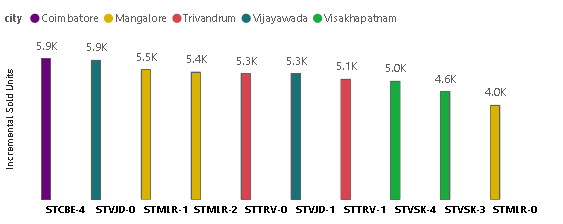 city Coimbatore Mangalore Trivandrum Vijayawada Visakhapatnam
5.9K 5.9K 5.5K 5.4K 5.3K 5.3K 5.1K 5.0K 4.6K 4.0K
Incremental Sold Units
STCBE-4 STVJD-0 STMLR-1 STMLR-2 STTRV-0 STVJD-1 STTRV-1 STVSK-4 STVSK-3 STMLR-0